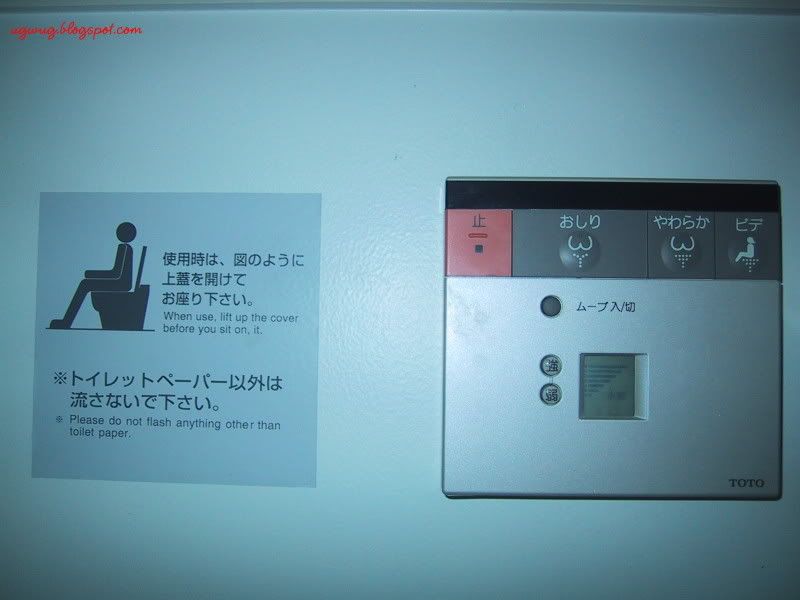 ugurug.blogspot.com
使用時は、図のように
上蓋を開けて
お座り下さい。
When use, lift up the cover
before you sit on, it.
※トイレットペーパー以外は
流さないで下さい。
※ Please do not flash anything other than
toilet paper.
止
おしり
やわらか
ビデ
ムーブ 入/切
強
弱
TOTO